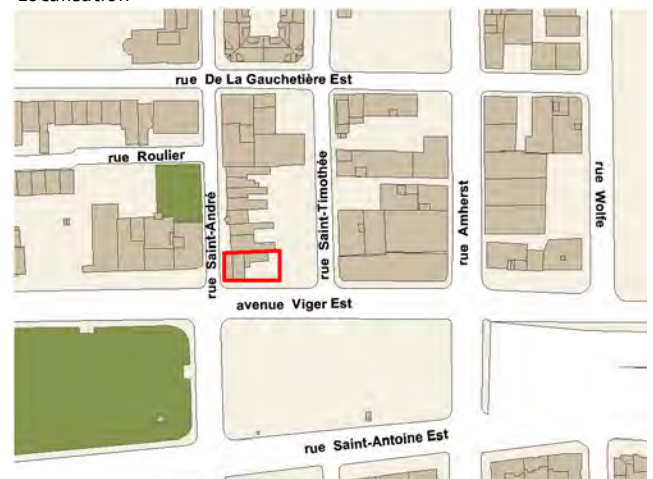 Localisation
rue De La Gauchetière Est
rue Roulier
rue Saint-André
rue Saint-Timothée
rue Amherst
rue Wolfe
avenue Viger Est
rue Saint-Antoine Est